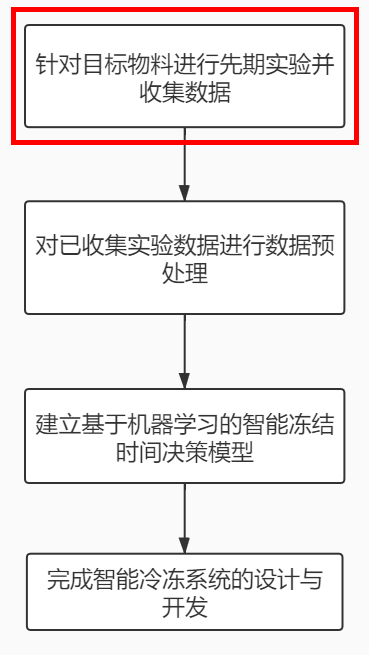 针对目标物料进行先期实验并
收集数据
对已收集实验数据进行数据预
处理
建立基于机器学习的智能冻结
时间决策模型
完成智能冷冻系统的设计与
开发